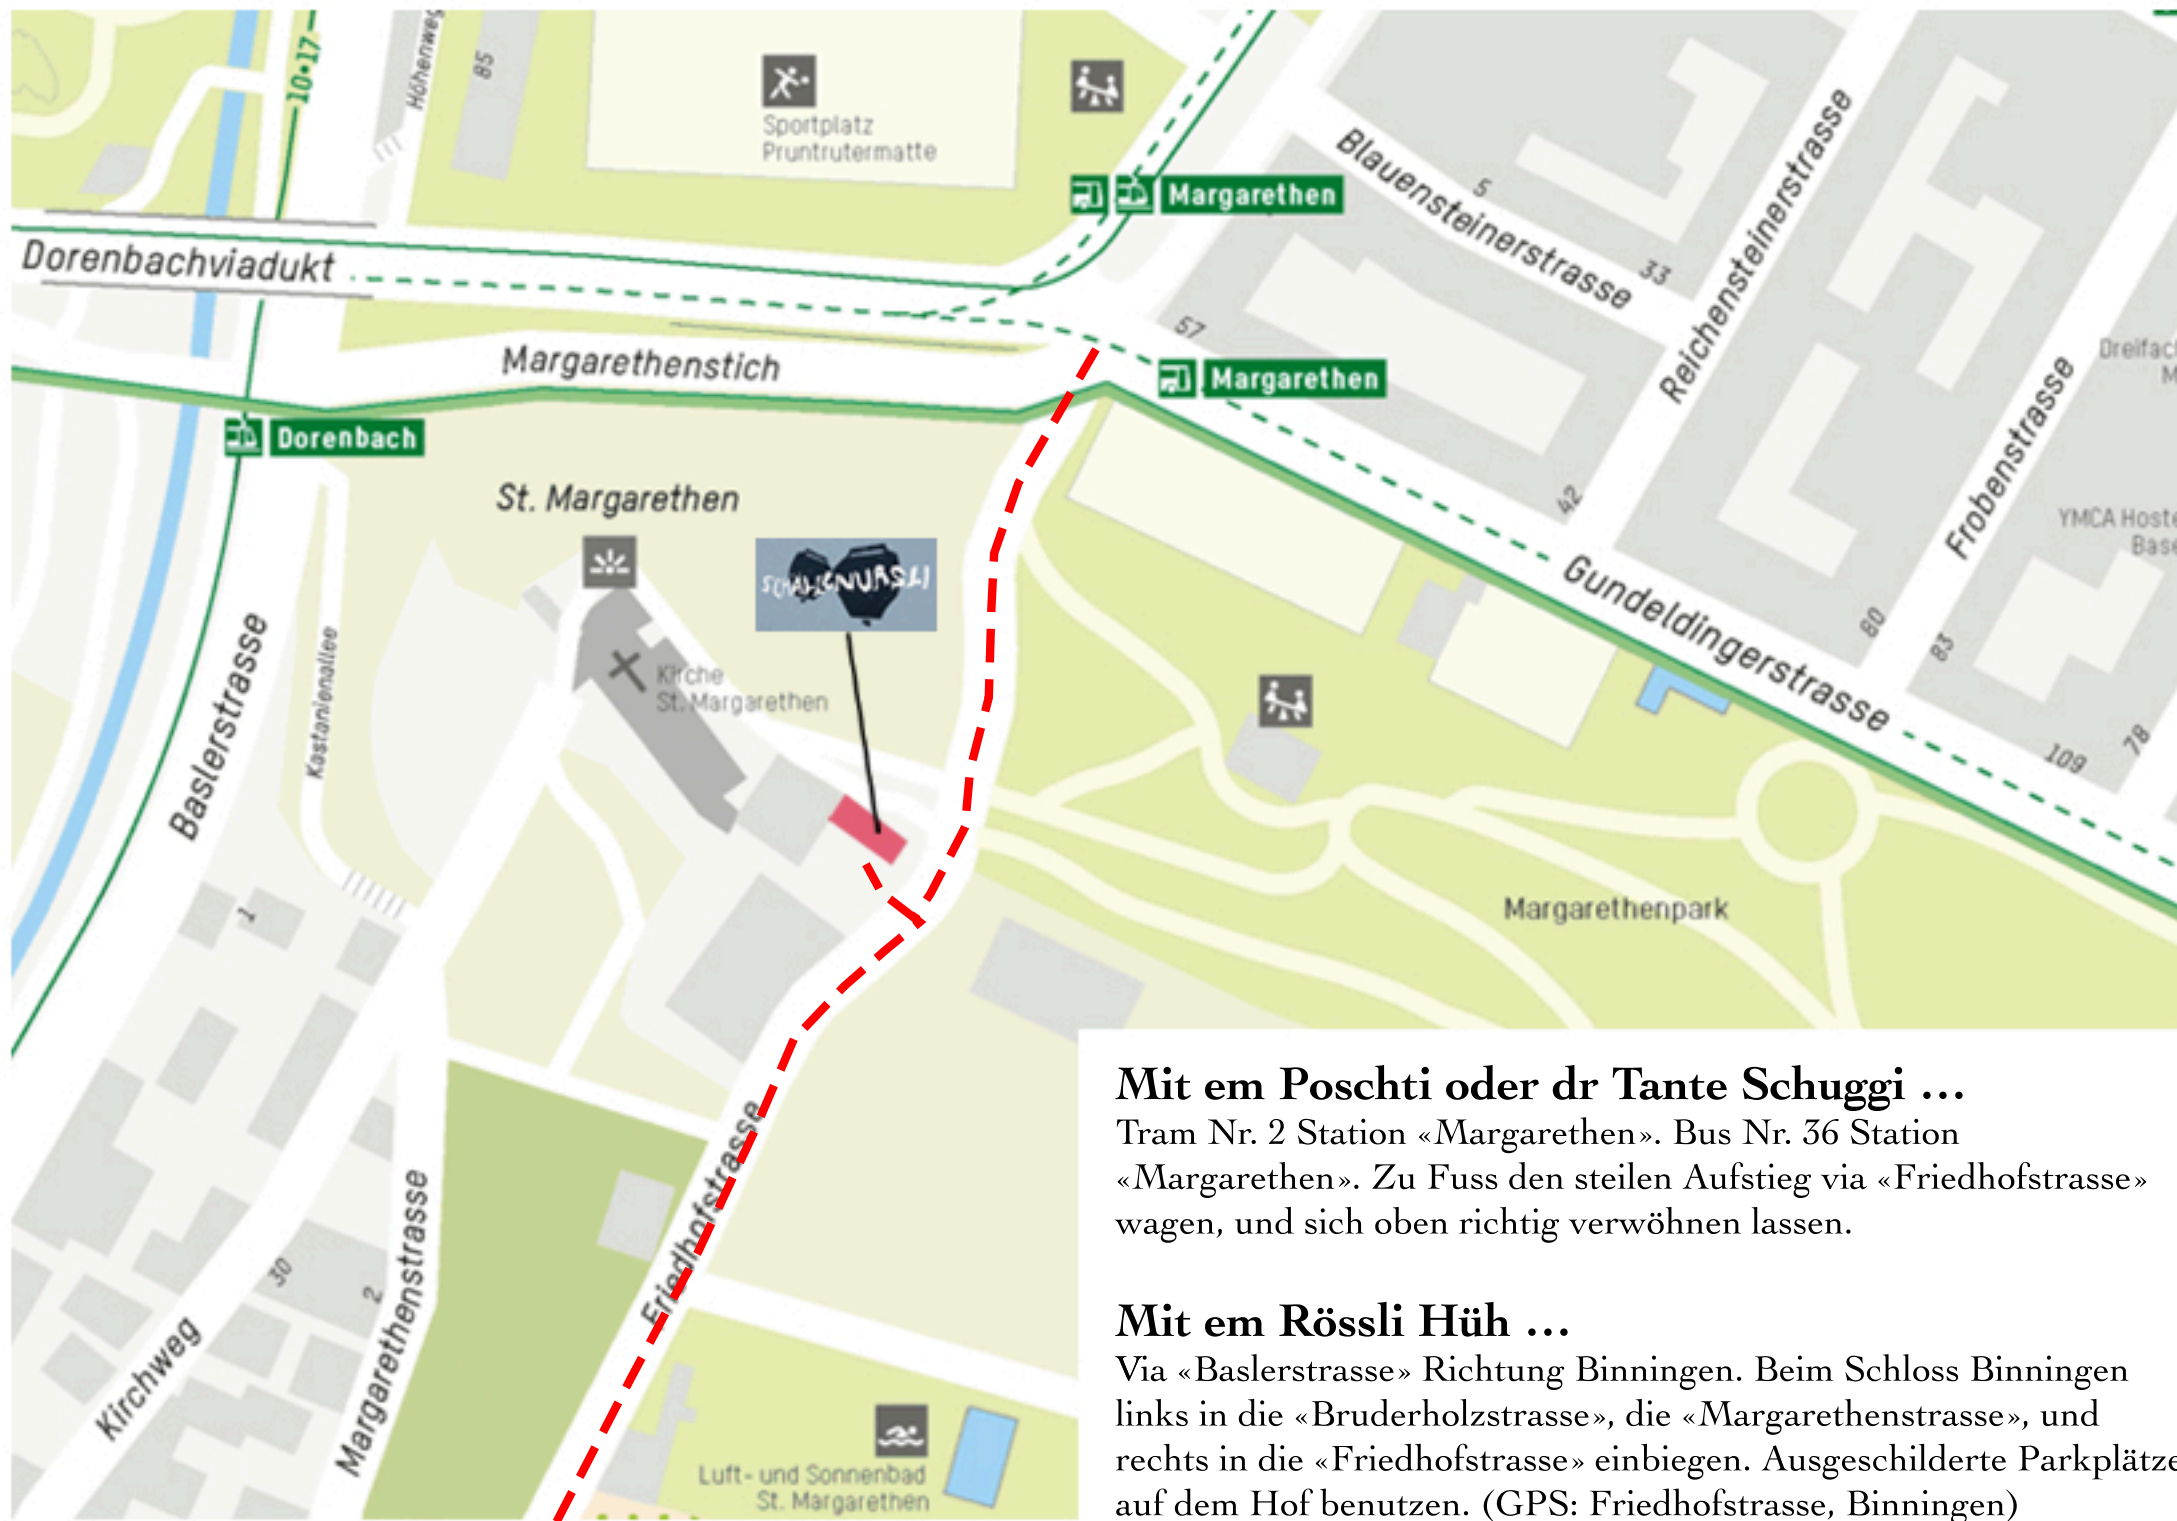 10•17
Höhenweg
85
Sportplatz
Pruntrutermatte
Margarethen
Blauensteinerstrasse
5
33
Reichensteinerstrasse
Dorenbachviadukt
57
Margarethenstich
Margarethen
Frobenstrasse
Dorenbach
St. Margarethen
42
YMCA
SCHÄLLENURSLI
Gundeldingerstrasse
80
83
Baslerstrasse
Kastanienallee
Kirche
St. Margarethen
109
78
1
Margarethenpark
Friedhofstrasse
Margarethenstrasse
30
2
Kirchweg
Luft- und Sonnenbad
St. Margarethen
Mit em Poschti oder dr Tante Schuggi ...
Tram Nr. 2 Station «Margarethen». Bus Nr. 36 Station
«Margarethen». Zu Fuss den steilen Aufstieg via «Friedhofstrasse»
wagen, und sich oben richtig verwöhnen lassen.
Mit em Rössli Hüh ...
Via «Baslerstrasse» Richtung Binningen. Beim Schloss Binningen
links in die «Bruderholzstrasse», die «Margarethenstrasse», und
rechts in die «Friedhofstrasse» einbiegen. Ausgeschilderte Parkplätze
auf dem Hof benutzen. (GPS: Friedhofstrasse, Binningen)